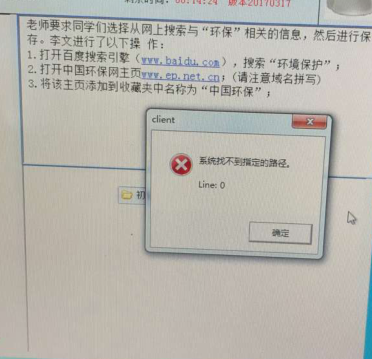 00:14:24 版本20170317
老师要求同学们选择从网上搜索与“环保”相关的信息，然后进行保
存。李文进行了以下操 作：
1.打开百度搜索引擎（www.baidu.com），搜索“环境保护”；
2.打开中国环保网主页www.ep.net.cn；(请注意域名拼写)
3.将该主页添加到收藏夹中名称为“中国环保”；
client
系统找不到指定的路径。
Line: 0
初
确定